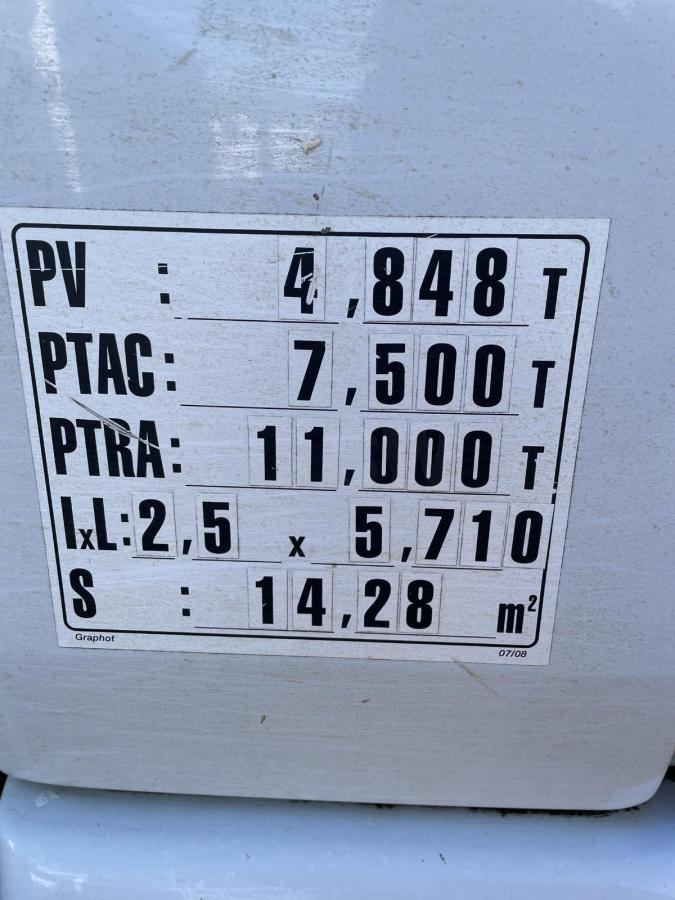 PV : 4,848 T
PTAC: 7,500 T
PTRA: 11,000 T
IxL: 2,5 x 5,710
S : 14,28 m²
Graphot 07/08